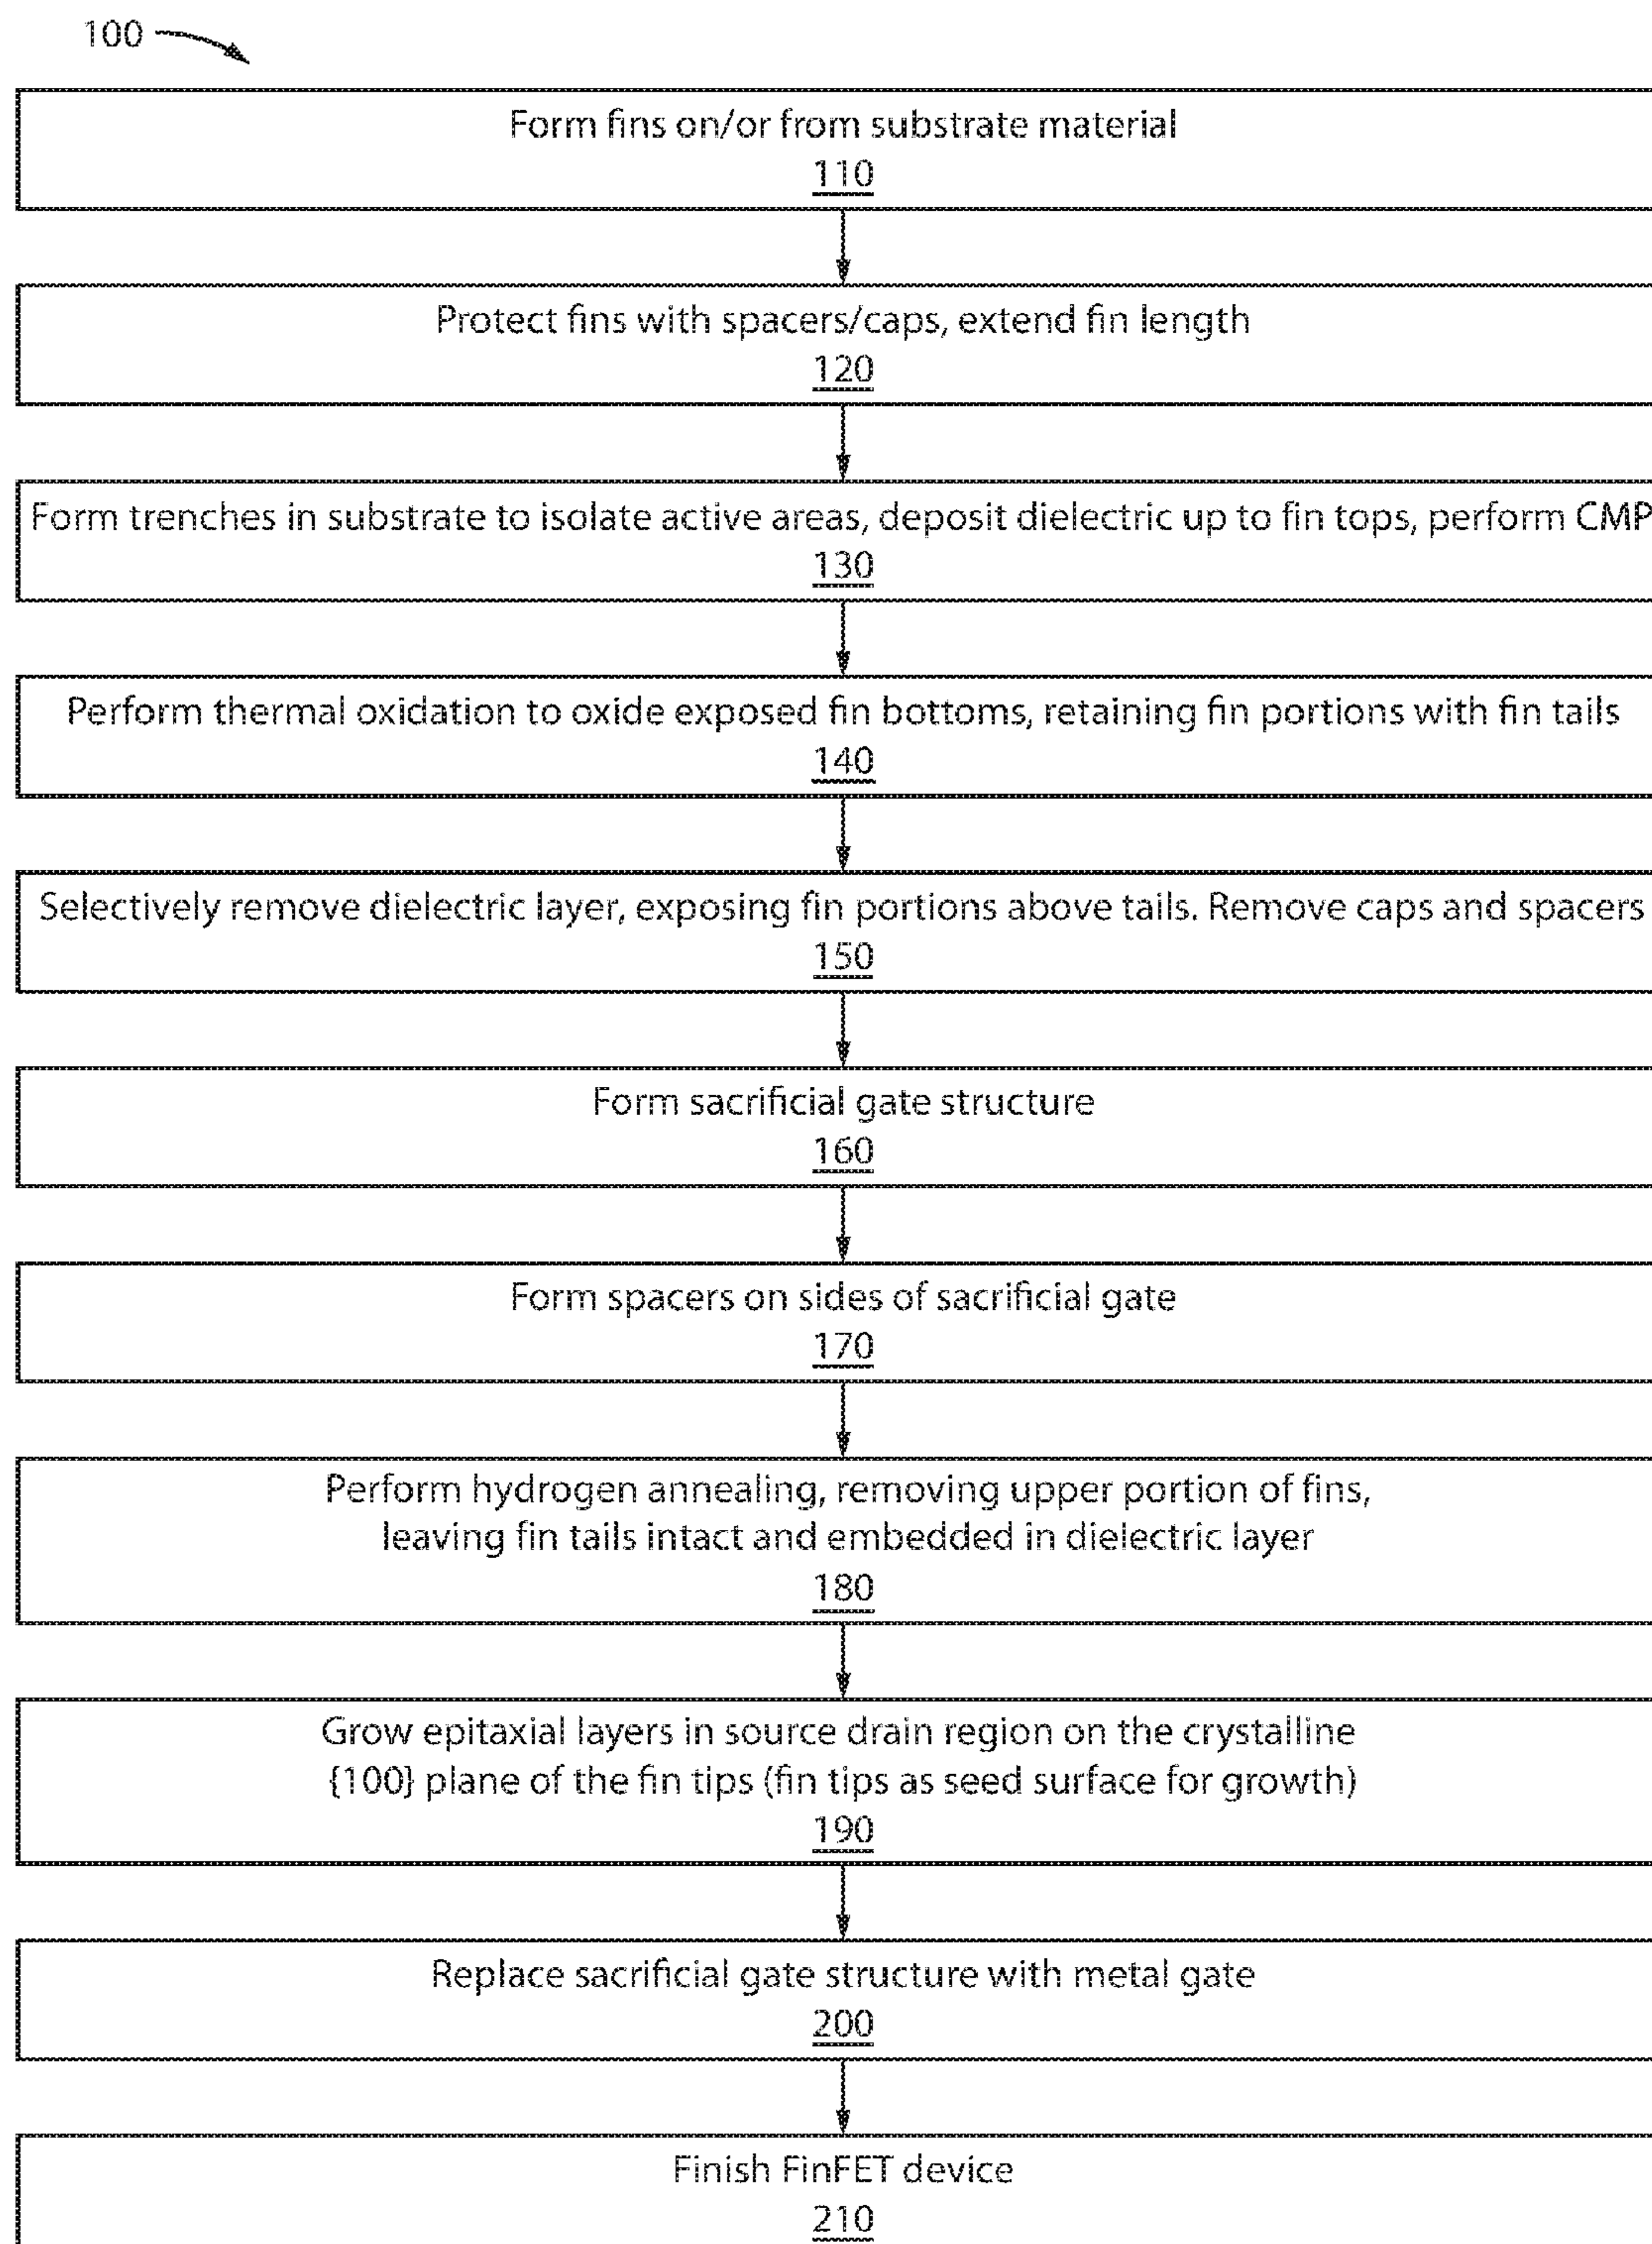 100
Form fins on/or from substrate material
110
Protect fins with spacers/caps, extend fin length
120
Form trenches in substrate to isolate active areas, deposit dielectric up to fin tops, perform CMP
130
Perform thermal oxidation to oxide exposed fin bottoms, retaining fin portions with fin tails
140
Selectively remove dielectric layer, exposing fin portions above tails. Remove caps and spacers
150
Form sacrificial gate structure
160
Form spacers on sides of sacrificial gate
170
Perform hydrogen annealing, removing upper portion of fins,
leaving fin tails intact and embedded in dielectric layer
180
Grow epitaxial layers in source drain region on the crystalline
{100} plane of the fin tips (fin tips as seed surface for growth)
190
Replace sacrificial gate structure with metal gate
200
Finish FinFET device
210